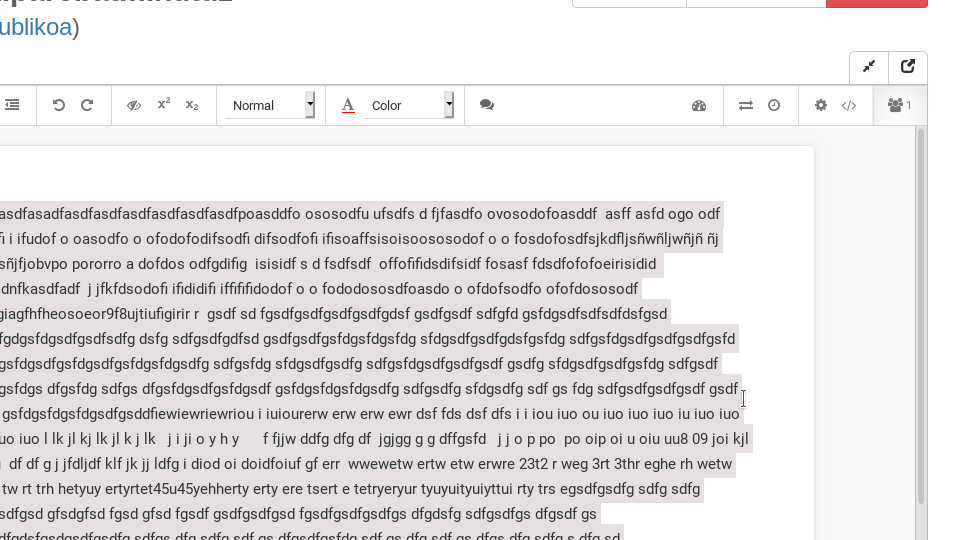 ublikoa)
Normal
Color
1
asdfasadfasdfasdfasdfasdfasdfasdfpoasddfo ososodfu ufsdfs d fjfasdfo ovosodofoasddf asff asfd ogo odf
fi i ifudof o oasodfo o ofodofodifsodfi difsodfofi ifisoaffsisoisoososodof o o fosdofosdfsjkdfljsñwñljwñjñ ñj
sñjfjobvpo pororro a dofdos odfgdifig isisidf s d fsdfsdf offofifidsdifsidf fosasf fdsdfofofoeirisidid
dnfkasdfadf j jfkfdsodofi ifididifi iffififidodof o o fododososdfoasdo o ofdofsodfo ofofdososodf
giagfhfheosoeor9f8ujtiufigirir r gsdf sd fgsdfgsdfgsdfgsdfgdsf gsdfgsdf sdfgfd gsfdgsdfsdfsdfdsfgsd
fgdgsfdgsdfgsdfsdfg dsfg sdfgsdfgdfsd gsdfgsdfgsfdgsfdgsfdg sfdgsdfgsdfgdsfgsfdg sdfgsfdgsdfgsdfgsfd
gsfdgsfdgsfdgsfdgsfdgsfdgsfdg sdfgsfdg sfdgsdfgsdfg sdfgsfdgsdfgsdfgsdf gsdfg sfdgsdfgsdfgsfdg sdfgsdf
gsfdgs dfgsfdg sdfgs dfgsfdgsdfgsfdgsdf gsfdgsfdgsfdgsdfg sdfgsdfg sfdgsdfg sdf gs fdg sdfgsdfgsdfgsdf gsdf
gsfdgsfdgsfdgsdfgsddfiewiewriewriou i iuiourerw erw erw ewr dsf fds dsf dfs i i iou iuo ou iuo iuo iuo iu iuo iuo
uo iuo l lk jl kj lk jl k j lk j i ji o y h y f fjjw ddfg dfg df jgjgg g g dffgsfd j j o p po po oip oi u oiu uu8 09 joi kjl
df df g j jfdljdf klf jk jj ldfg i diod oi doidfoiuf gf err wwewetw ertw etw erwre 23t2 r weg 3rt 3thr eghe rh wetw
tw rt trh hetyuy ertyrtet45u45yehherty erty ere tsert e tetryeryur tyuyuityuiyttui rty trs egsdfgsdfg sdfg sdfg
sdfgsd gfsdgfsd fgsd gfsd fgsdf gsdfgsdfgsd fgsdfgsfdgsfdgs dfgdsfg sdfgsdfgs dfgsdf gs